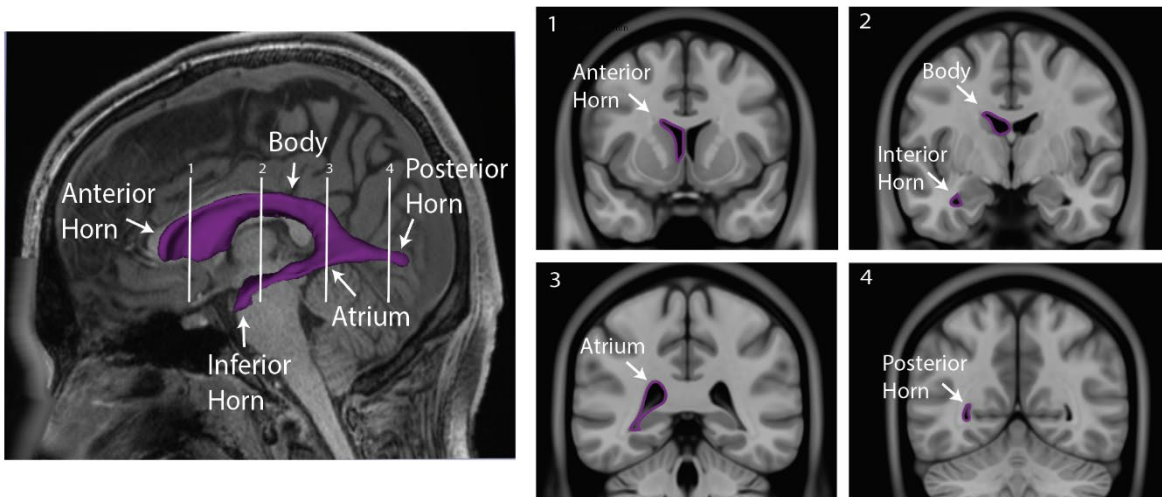 Anterior
Horn
1
2
Body
3
4
Posterior
Horn
Atrium
Inferior
Horn
1
Anterior
Horn
2
Body
Interior
Horn
3
Atrium
4
Posterior
Horn